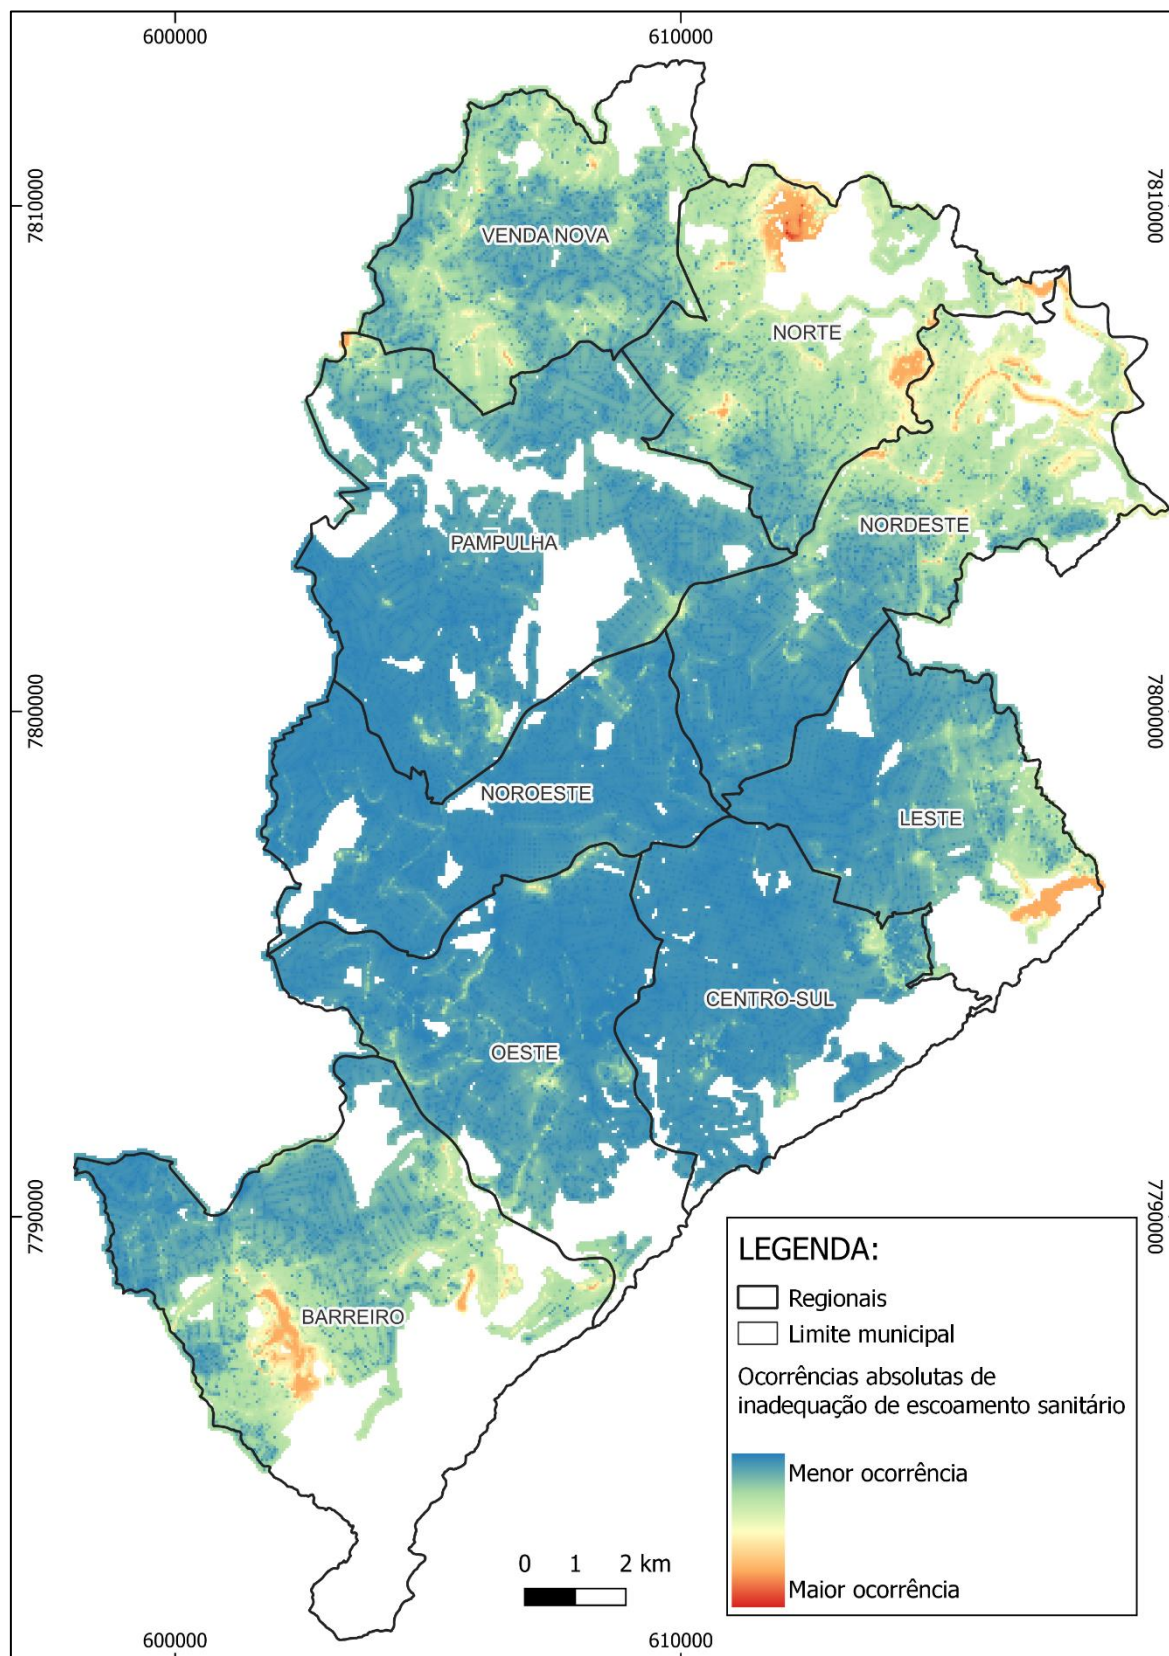 600000
610000
7810000
7810000
VENDA NOVA
NORTE
NORDESTE
PAMPULHA
7800000
7800000
NOROESTE
LESTE
CENTRO-SUL
OESTE
7790000
7790000
BARREIRO
LEGENDA:
Regionais
Limite municipal
Ocorrências absolutas de
inadequação de escoamento sanitário
Menor ocorrência
Maior ocorrência
0 1 2 km
600000
610000